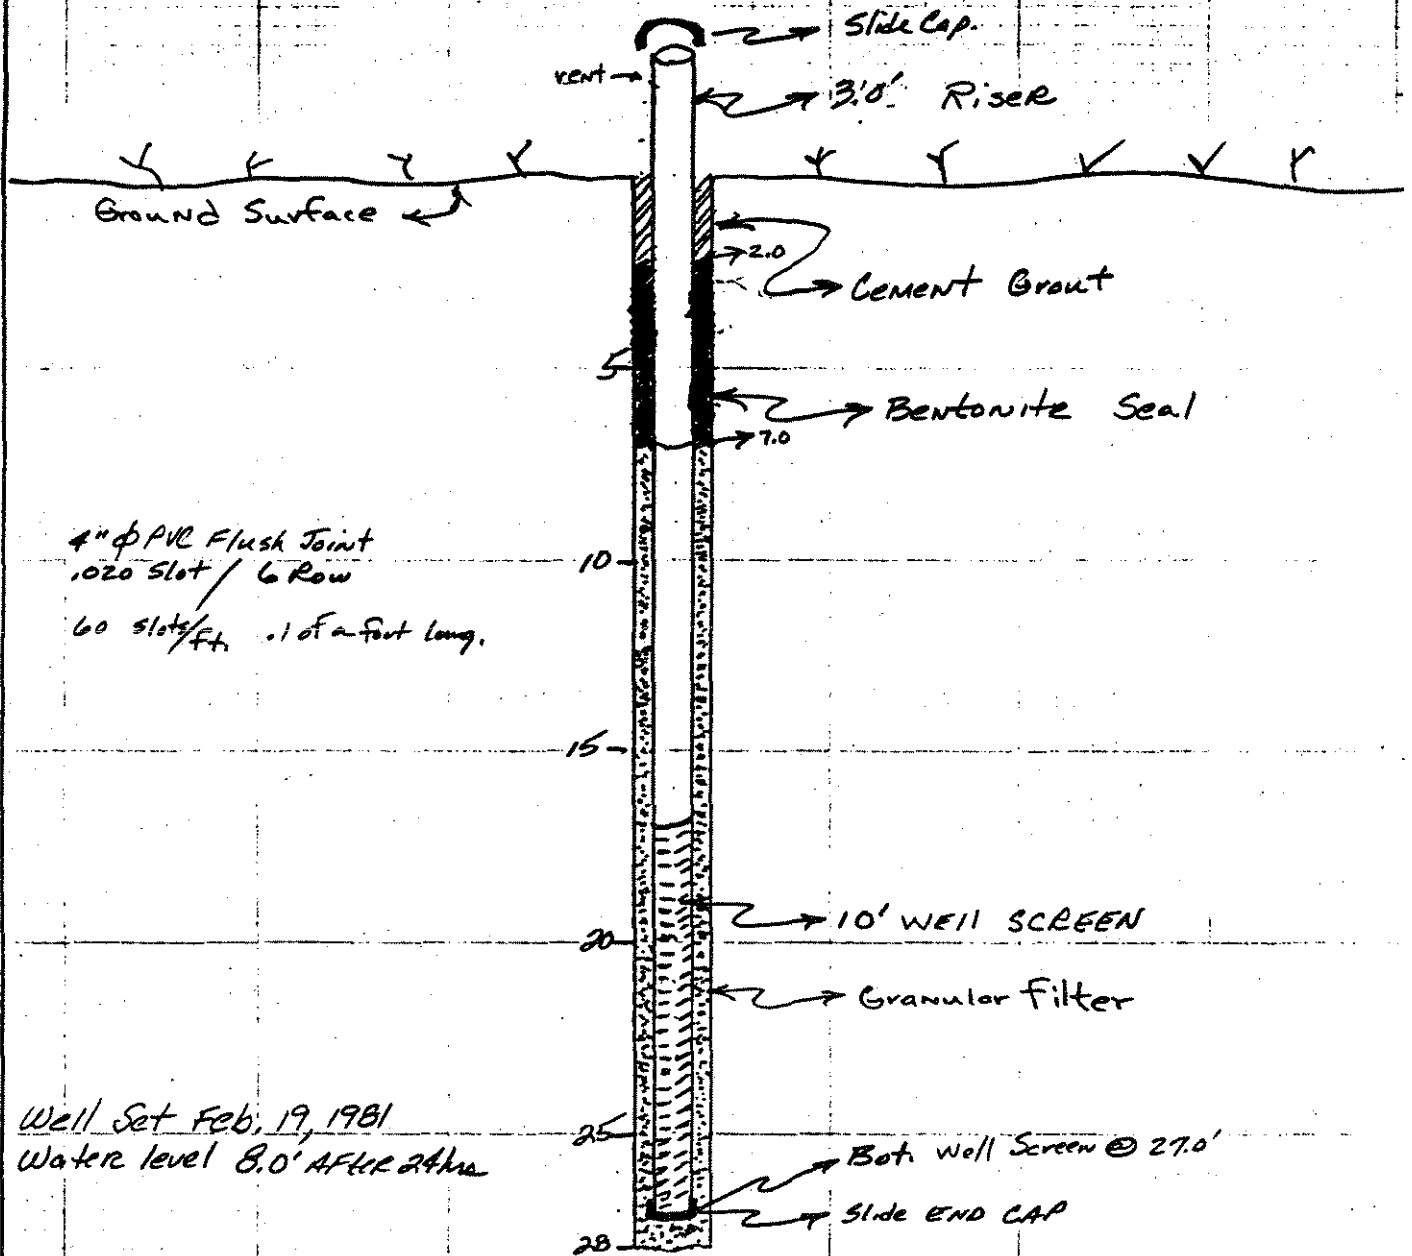 Slide Cap.
vent
3.0' Riser
Ground Surface
2.0
Cement Grout
5
Bentonite Seal
7.0
4" ф PVC Flush Joint
.020 Slot / 6 Row
60 slots/ft. .1 of a foot long.
10
15
10' WELL SCREEN
20
Granular Filter
Well Set Feb. 19, 1981
Water level 8.0' AFTER 24hrs
25
Bot. Well Screen @ 27.0'
Slide END CAP
28